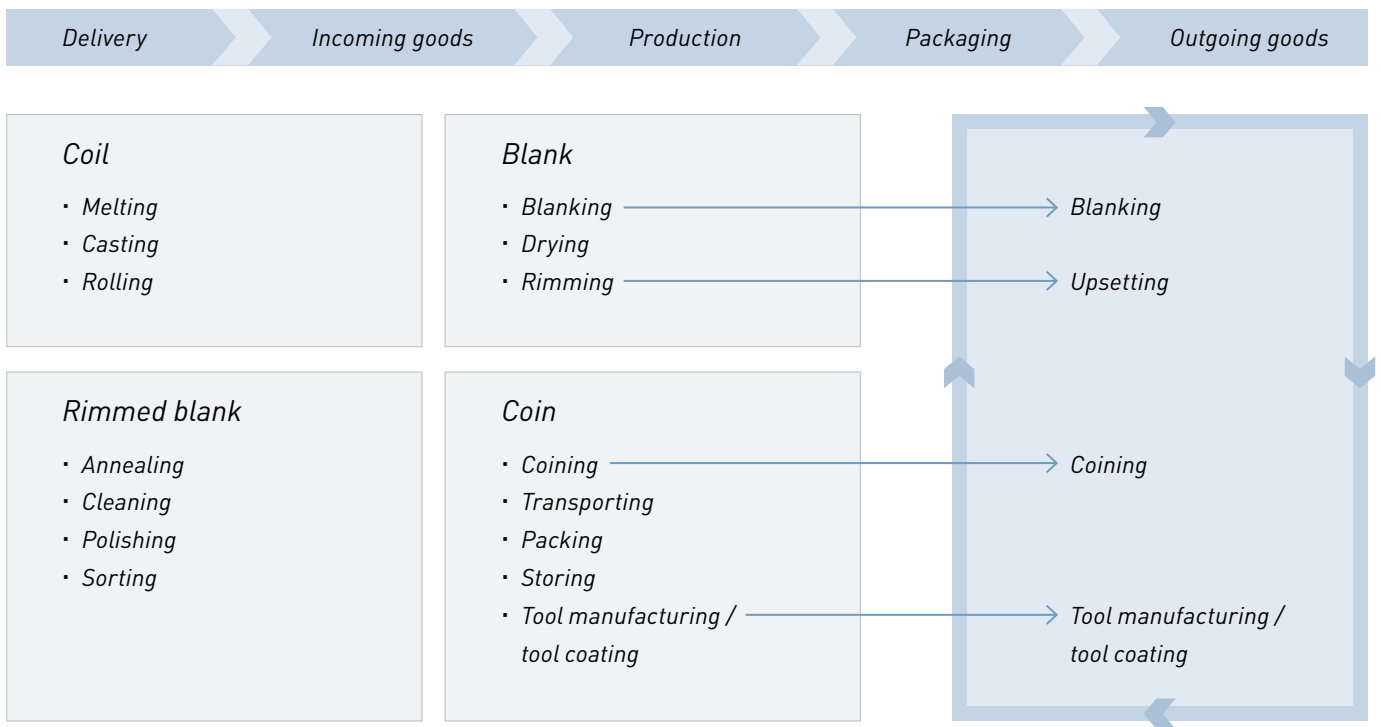 Delivery
Incoming goods
Production
Packaging
Outgoing goods
Coil
· Melting
· Casting
· Rolling
Blank
· Blanking
· Drying
· Rimming
Blanking
Upsetting
Rimmed blank
· Annealing
· Cleaning
· Polishing
· Sorting
Coin
· Coining
· Transporting
· Packing
· Storing
· Tool manufacturing /
tool coating
Coining
Tool manufacturing /
tool coating